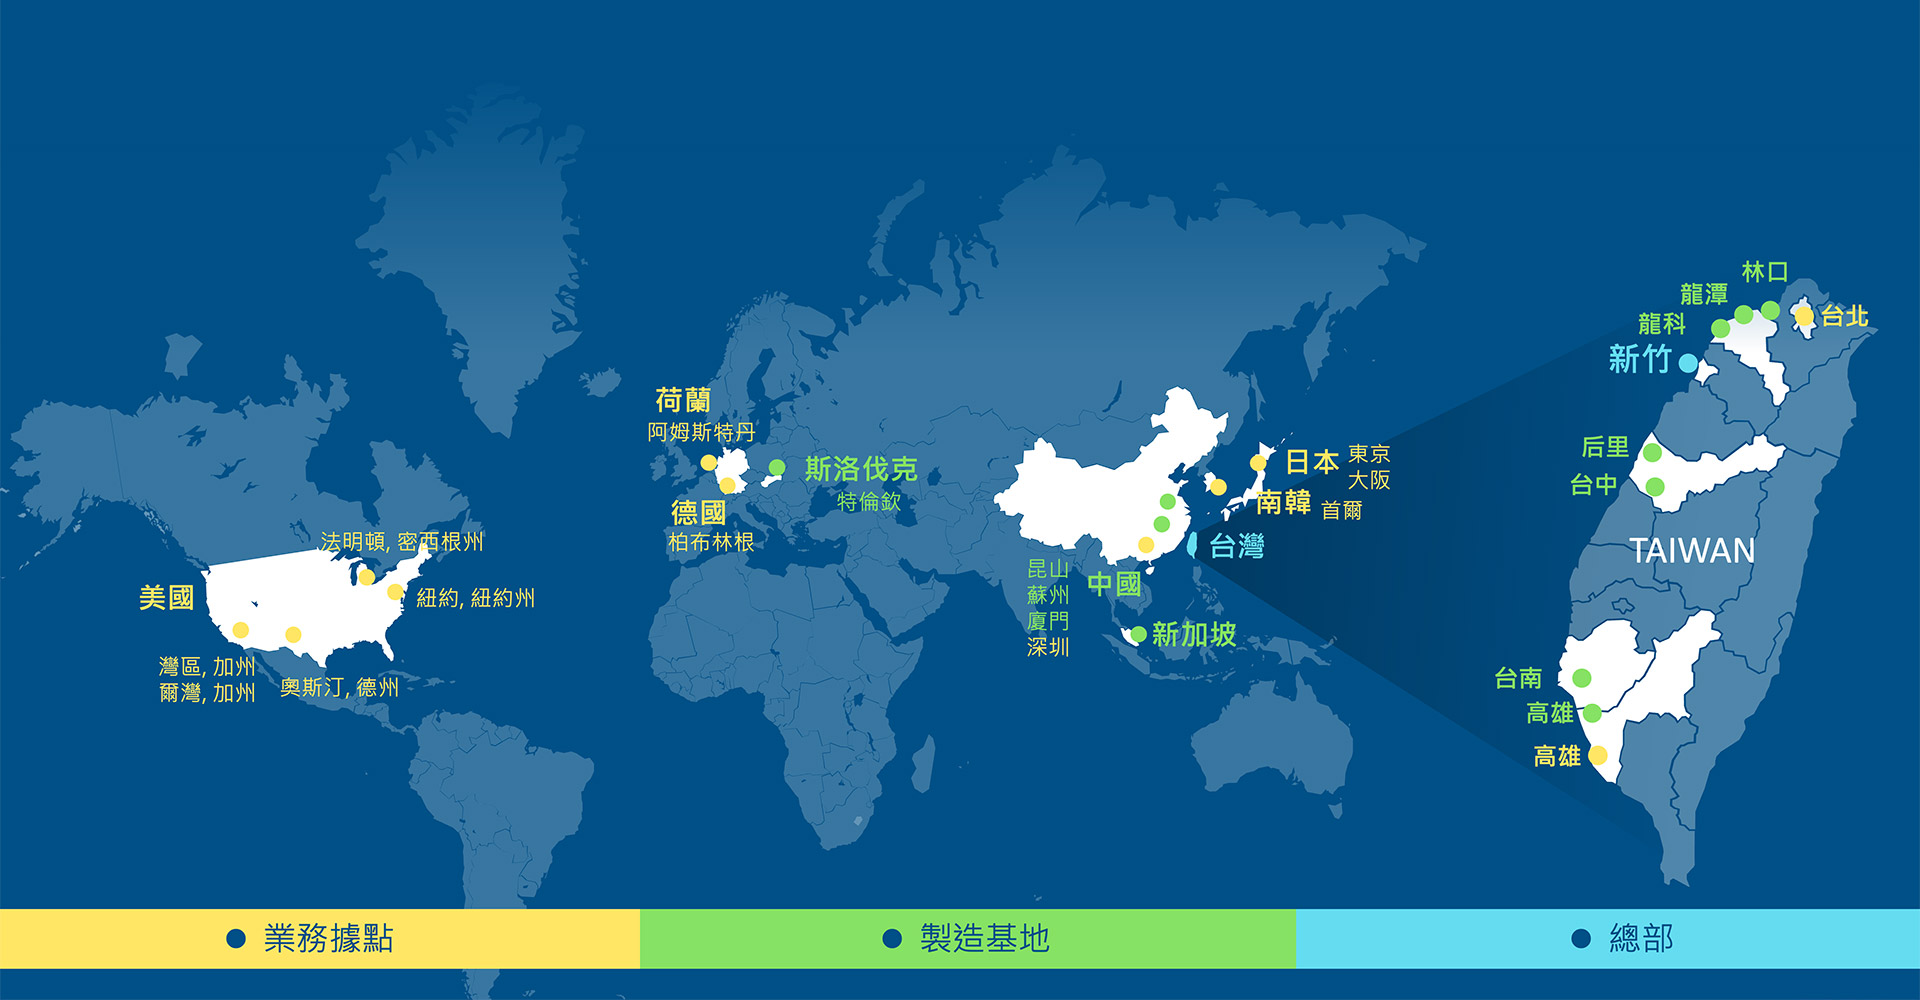 美國
法明頓, 密西根州
紐約, 紐約州
灣區, 加州
爾灣, 加州
奧斯汀, 德州
荷蘭
阿姆斯特丹
德國
柏布林根
斯洛伐克
特倫欽
日本
東京
大阪
南韓
首爾
台灣
中國
昆山
蘇州
廈門
深圳
新加坡
林口
龍潭
龍科
新竹
台北
后里
台中
TAIWAN
台南
高雄
高雄
業務據點
製造基地
總部